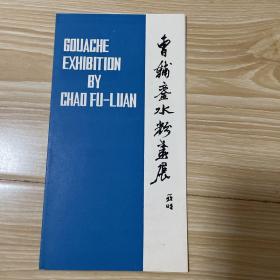 GOUACHE
EXHIBITION
BY
CHAO FU-LUAN
曹辅銮水粉画展